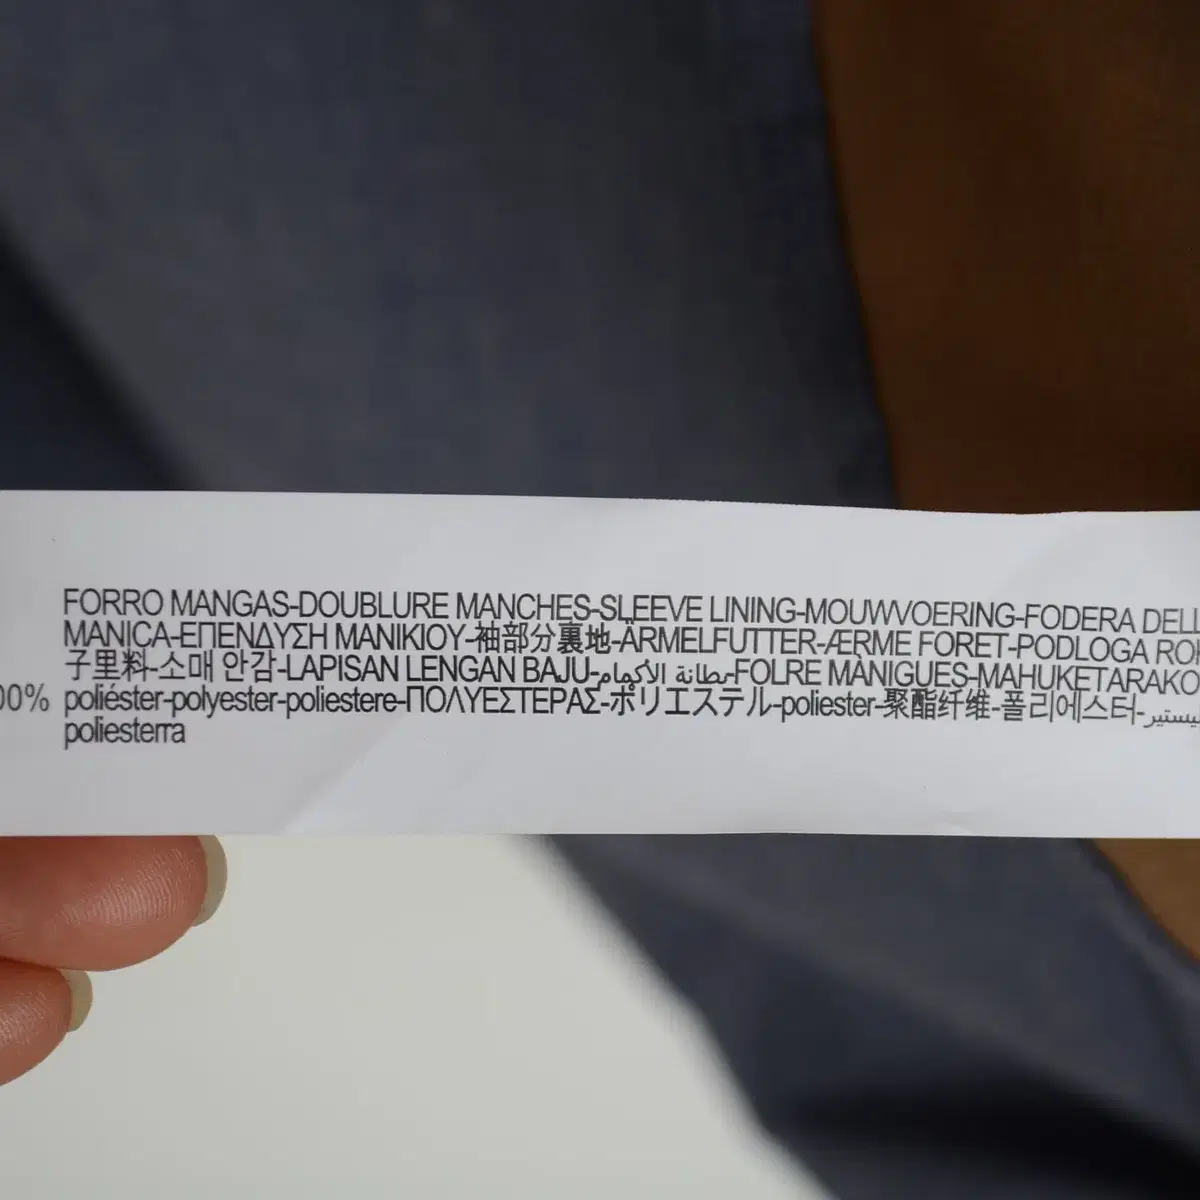 FORRO MANGAS-DOUBLURE MANCHES-SLEEVE LINING-MOUWVOERING-FODERA DELL
MANICA-ΕΠΕΝΔΥΣΗ ΜΑΝΙΚΙΟΥ-袖部分裏地-ÄRMELFUTTER-ÆRME FORET-PODLOGA
子里料-소매 안감-LAPISAN LENGAN BAJU-بطانة الأكمام-FOLRE MÀNIGUES-MAHUKETARAKO
00% poliéster-polyester-poliestere-ΠΟΛΥΕΣΤΕΡΑΣ-ポリエステル-poliester-聚酯纤维-폴리에스터-
poliesterra